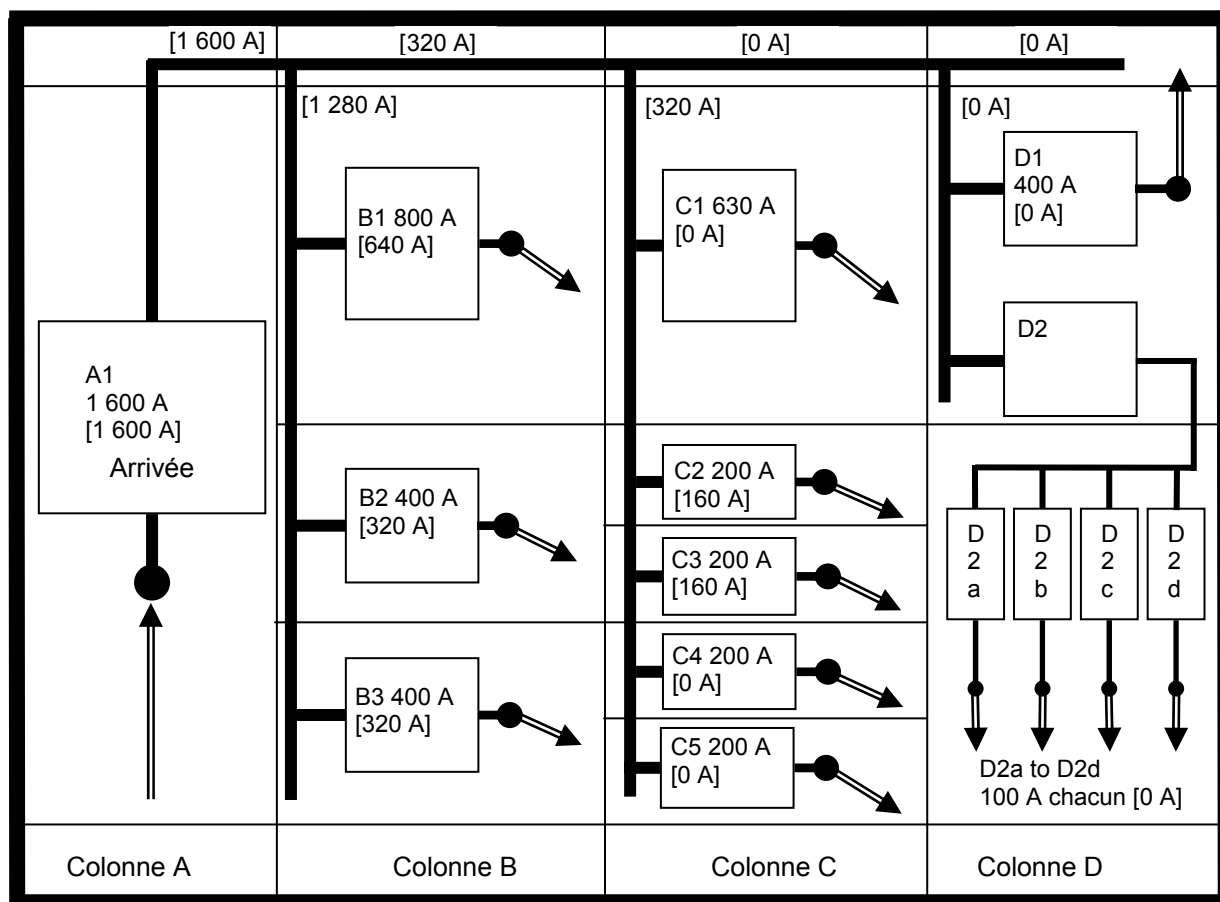 [1 600 A]
[320 A]
[0 A]
[0 A]
[1 280 A]
[320 A]
[0 A]
A1
1 600 A
[1 600 A]
Arrivée
B1 800 A
[640 A]
B2 400 A
[320 A]
B3 400 A
[320 A]
C1 630 A
[0 A]
C2 200 A
[160 A]
C3 200 A
[160 A]
C4 200 A
[0 A]
C5 200 A
[0 A]
D1
400 A
[0 A]
D2
D
2
a
D
2
b
D
2
c
D
2
d
D2a to D2d
100 A chacun [0 A]
Colonne A
Colonne B
Colonne C
Colonne D